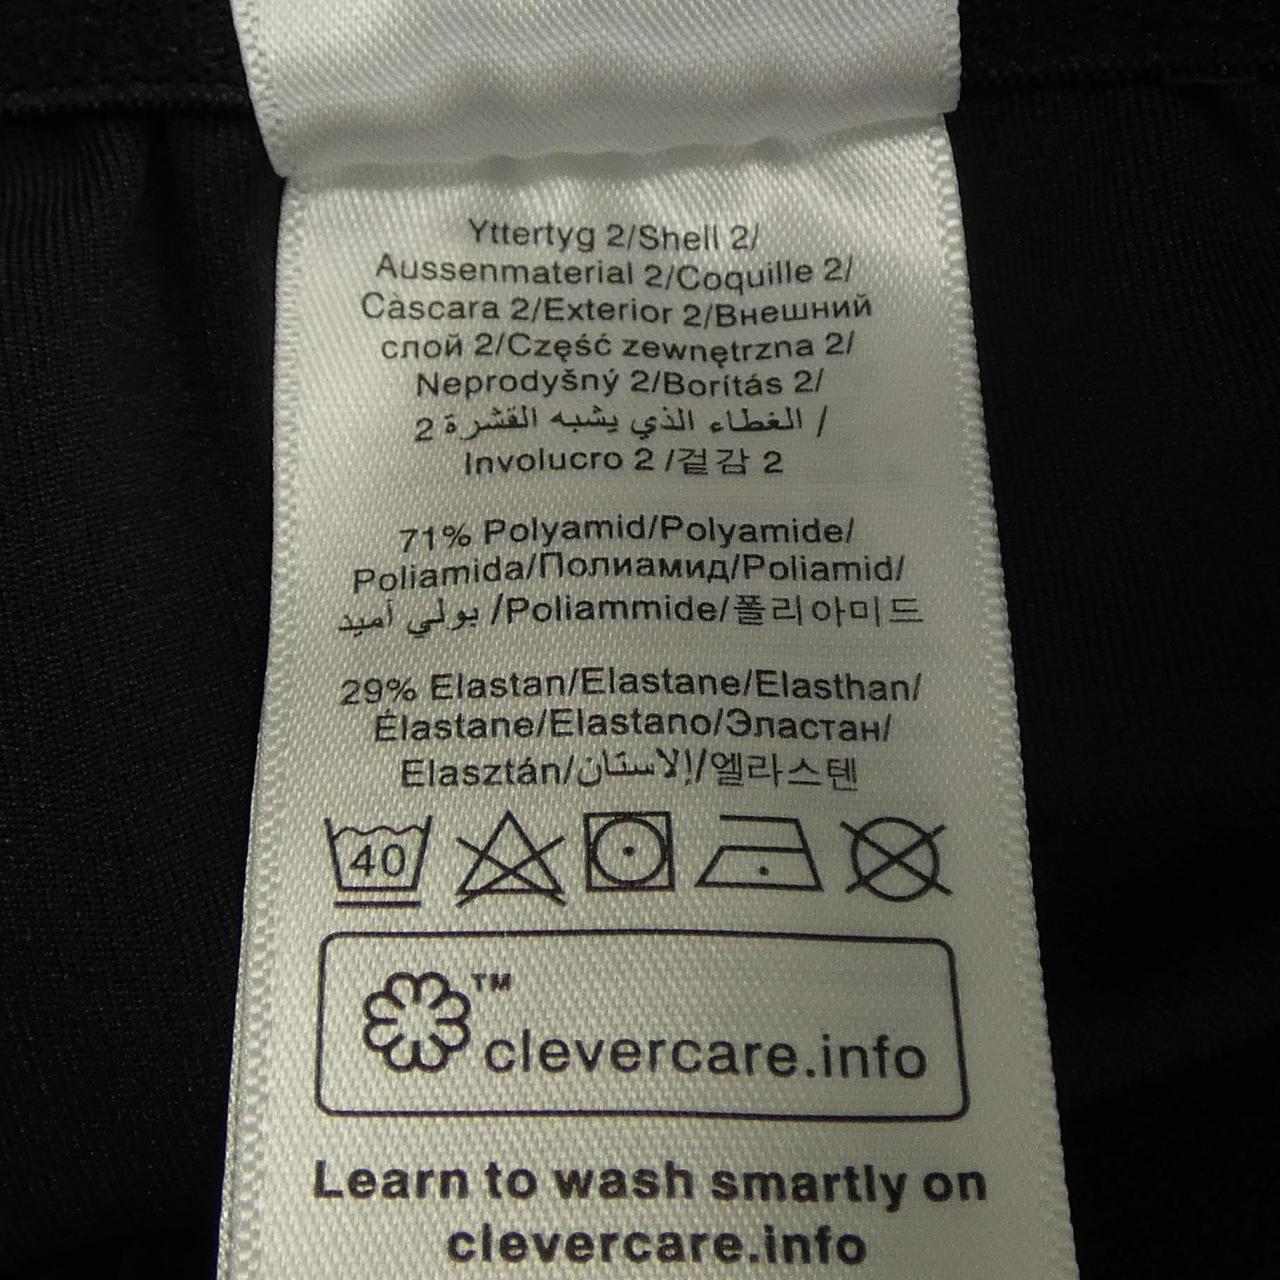 Yttertyg 2/Shell 2/
Aussenmaterial 2/Coquille 2/
Càscara 2/Exterior 2/Внешний
слой 2/Część zewnętrzna 2/
Neprodyšný 2/Borítás 2/
الغطاء الذي يشبه القشرة 2 /
Involucro 2 /겉감 2
71% Polyamid/Polyamide/
Poliamida/Полиамид/Poliamid/
بولي أميد /Poliammide/폴리아미드
29% Elastan/Elastane/Elasthan/
Élastane/Elastano/Эластан/
Elasztán/إلاستان/엘라스텐
40
™
clevercare.info
Learn to wash smartly on
clevercare.info